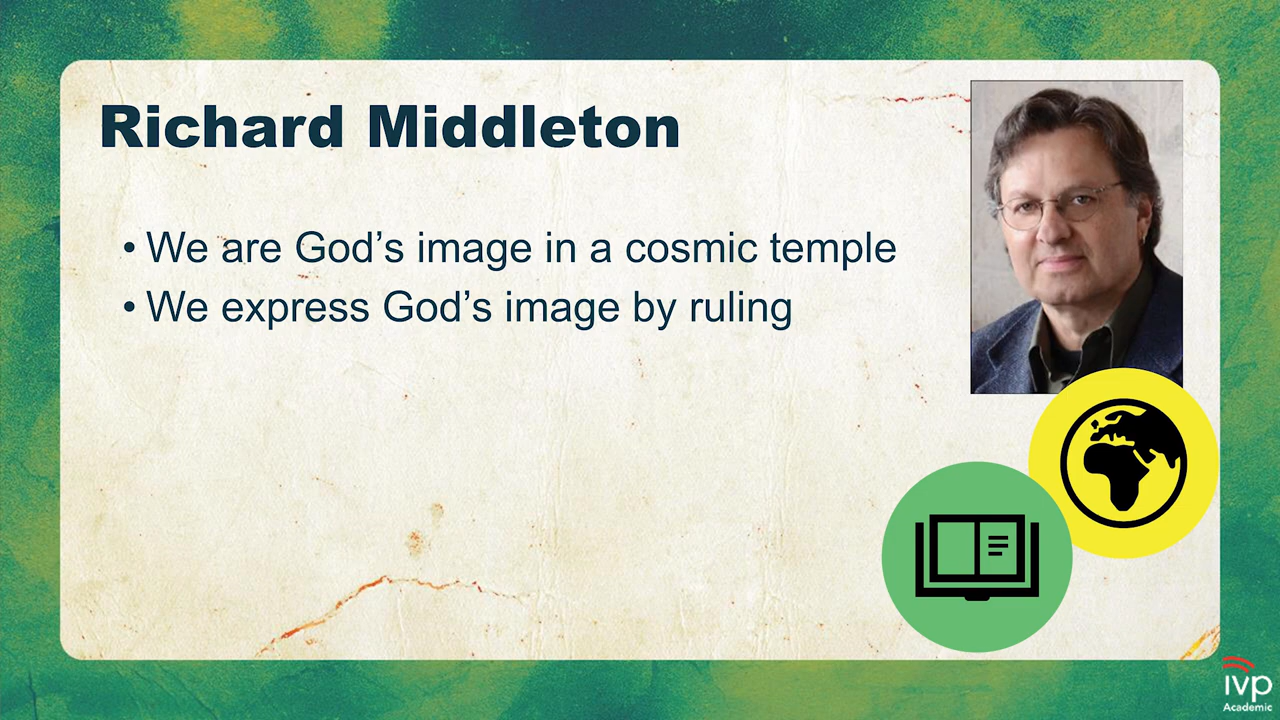 Richard Middleton
• We are God’s image in a cosmic temple
• We express God’s image by ruling
ivp
Academic